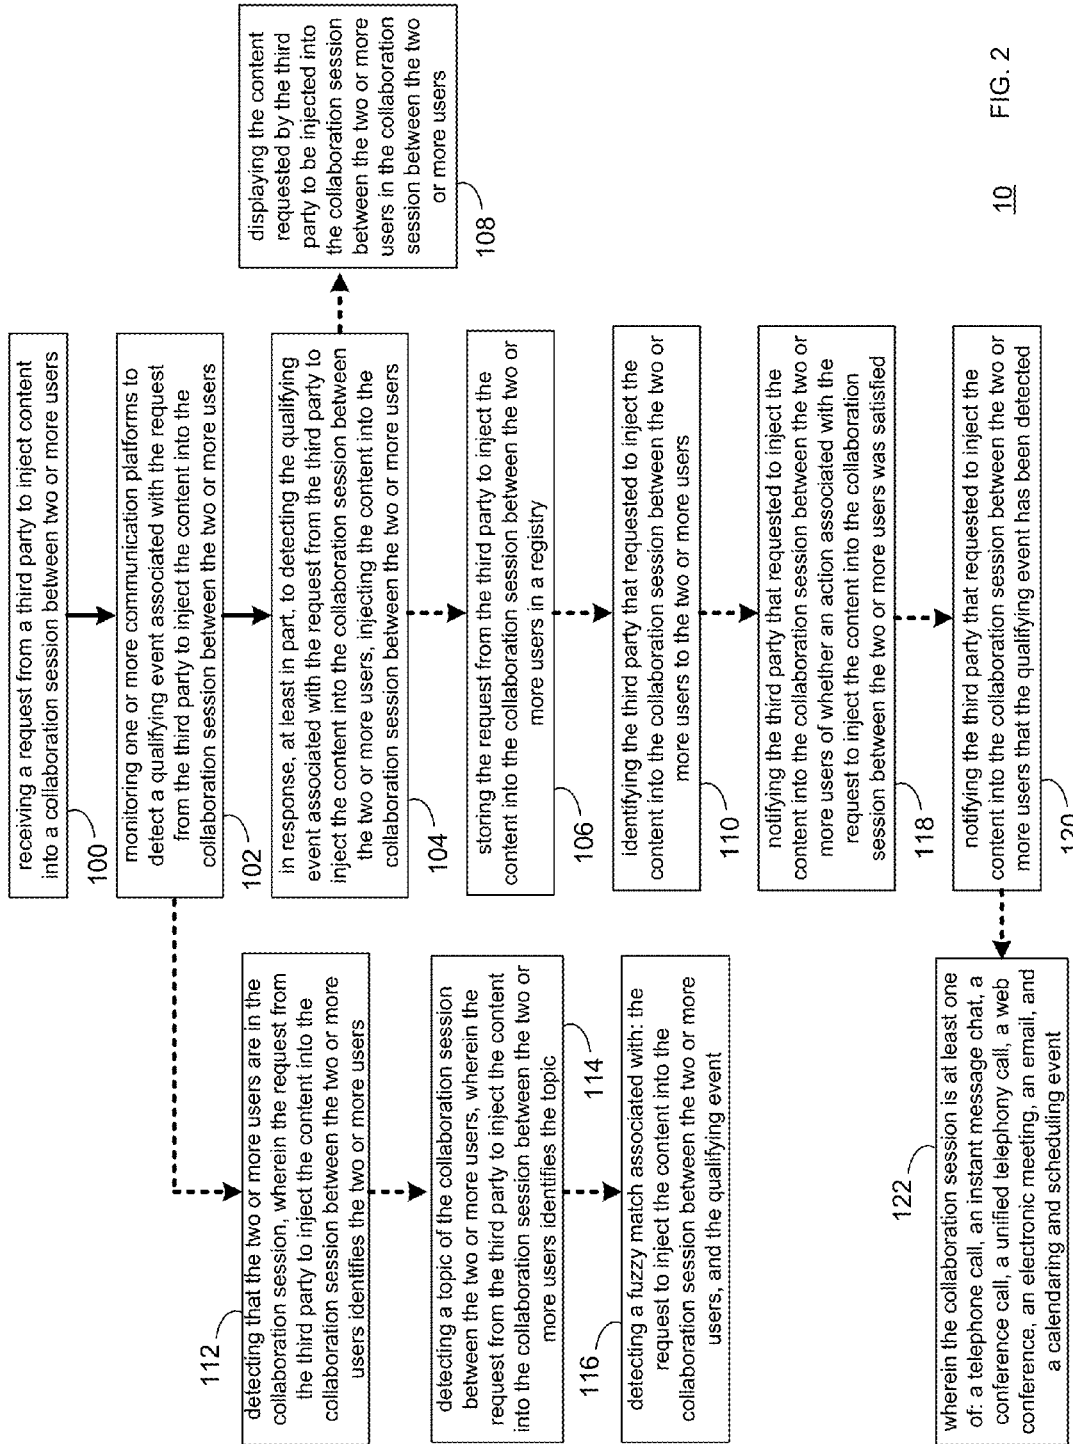 receiving a request from a third party to inject content
into a collaboration session between two or more users
100
monitoring one or more communication platforms to
detect a qualifying event associated with the request
from the third party to inject the content into the
collaboration session between the two or more users
102
in response, at least in part, to detecting the qualifying
event associated with the request from the third party to
inject the content into the collaboration session between
the two or more users, injecting the content into the
collaboration session between the two or more users
104
displaying the content
requested by the third
party to be injected into
the collaboration session
between the two or more
users in the collaboration
session between the two
or more users
108
storing the request from the third party to inject the
content into the collaboration session between the two or
more users in a registry
106
identifying the third party that requested to inject the
content into the collaboration session between the two or
more users to the two or more users
110
notifying the third party that requested to inject the
content into the collaboration session between the two or
more users of whether an action associated with the
request to inject the content into the collaboration
session between the two or more users was satisfied
118
notifying the third party that requested to inject the
content into the collaboration session between the two or
more users that the qualifying event has been detected
120
detecting that the two or more users are in the
collaboration session, wherein the request from
the third party to inject the content into the
collaboration session between the two or more
users identifies the two or more users
112
detecting a topic of the collaboration session
between the two or more users, wherein the
request from the third party to inject the content
into the collaboration session between the two or
more users identifies the topic
114
detecting a fuzzy match associated with: the
request to inject the content into the
collaboration session between the two or more
users, and the qualifying event
116
wherein the collaboration session is at least one
of: a telephone call, an instant message chat, a
conference call, a unified telephony call, a web
conference, an electronic meeting, an email, and
a calendaring and scheduling event
122
10
FIG. 2